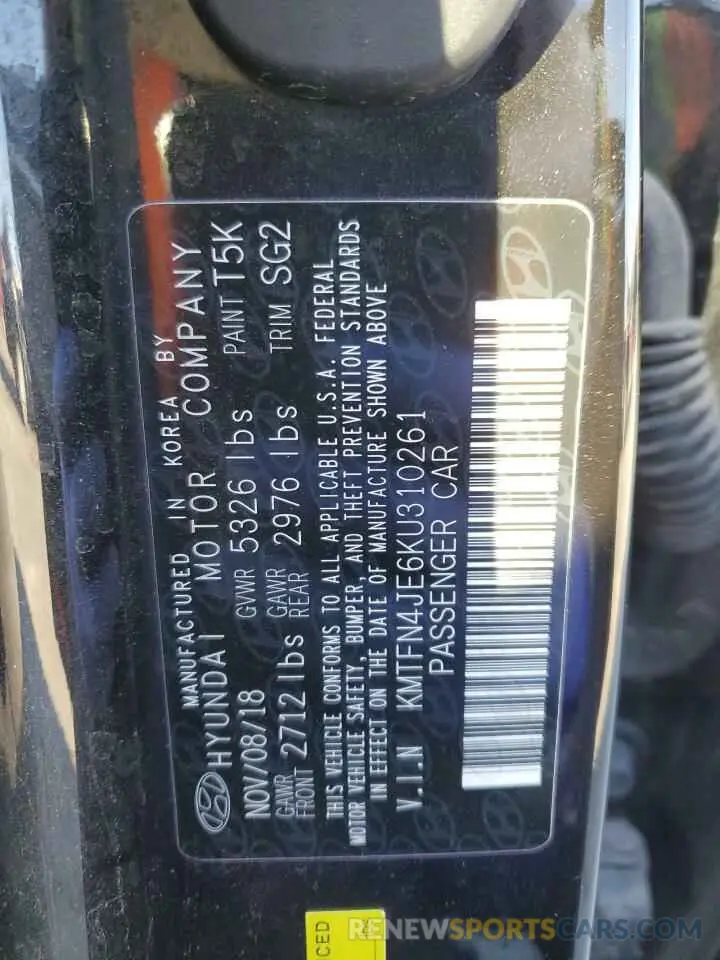 MANUFACTURED IN KOREA BY
HYUNDAI MOTOR COMPANY
NOV/08/18 GVWR 5326 lbs PAINT T5K
GAWR FRONT 2712 lbs GAWR REAR 2976 lbs TRIM SG2
THIS VEHICLE CONFORMS TO ALL APPLICABLE U.S.A. FEDERAL
MOTOR VEHICLE SAFETY, BUMPER, AND THEFT PREVENTION STANDARDS
IN EFFECT ON THE DATE OF MANUFACTURE SHOWN ABOVE
V.I.N KMTFN4JE6KU310261
PASSENGER CAR
CED
RENEWSPORTSCARS.COM